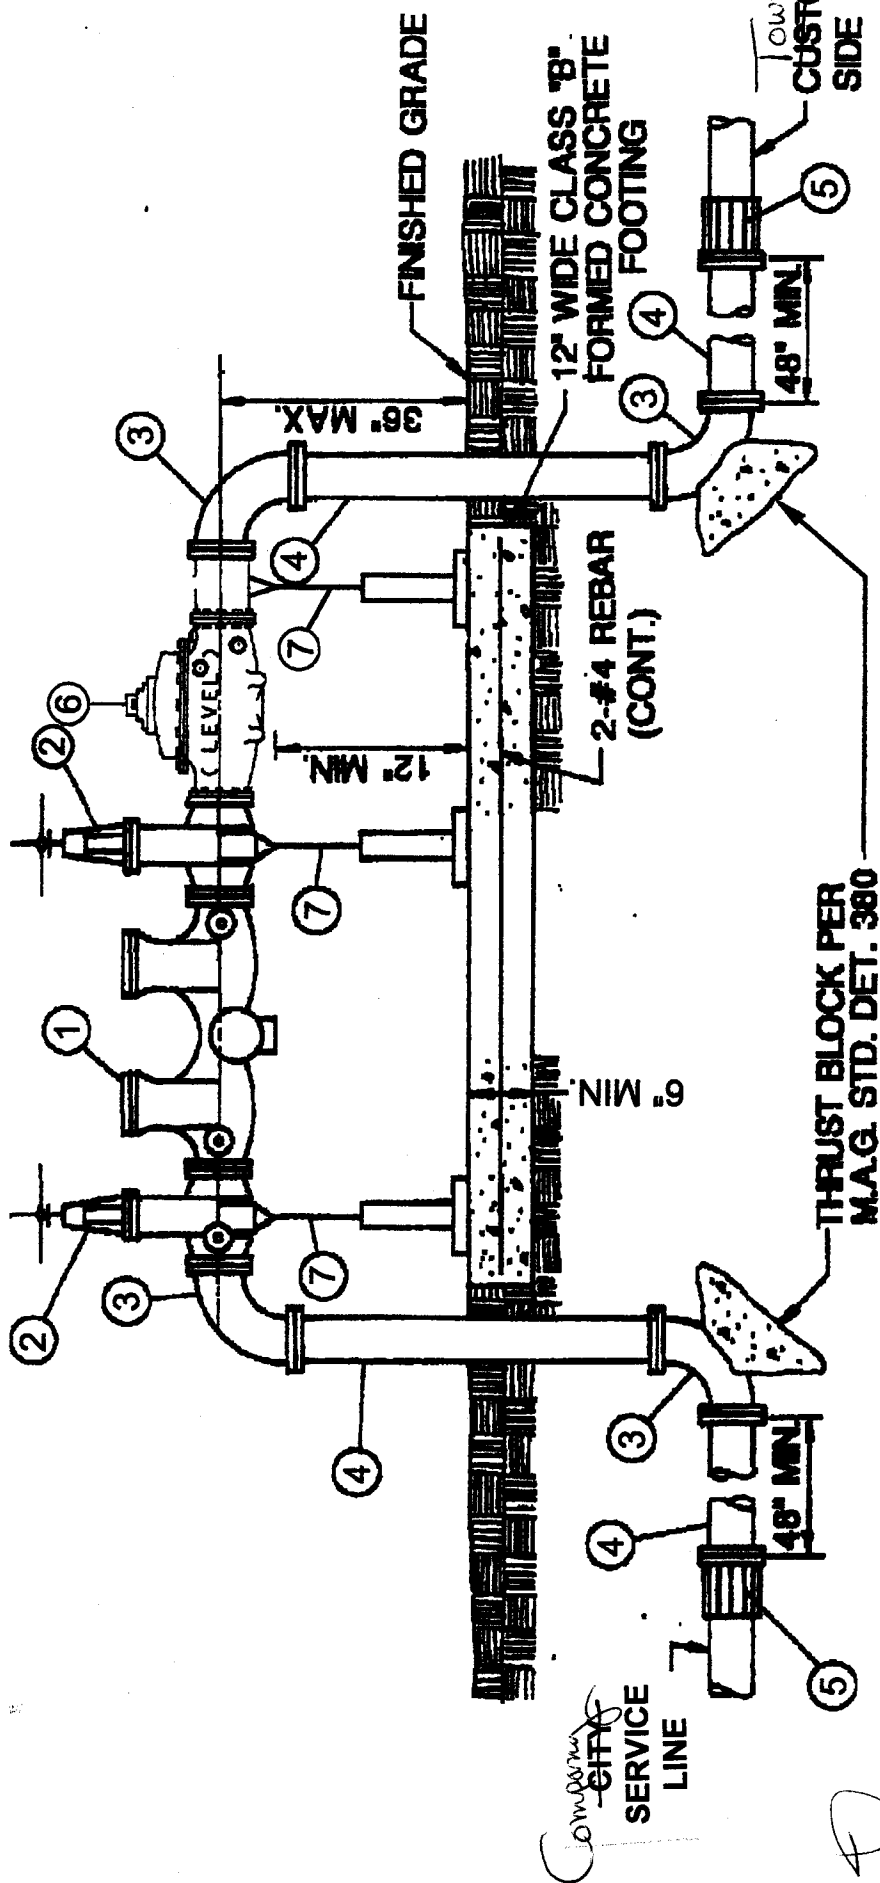 FINISHED GRADE
12" WIDE CLASS "B"
FORMED CONCRETE
FOOTING
36" MAX.
12" MIN.
6" MIN.
2-#4 REBAR
(CONT.)
(LEVEL)
1
2
2
3
3
3
3
4
4
4
4
5
5
6
7
7
7
48" MIN.
48" MIN.
Company
CITY
SERVICE
LINE
THRUST BLOCK PER
M.A.G. STD. DET. 380
SIDE